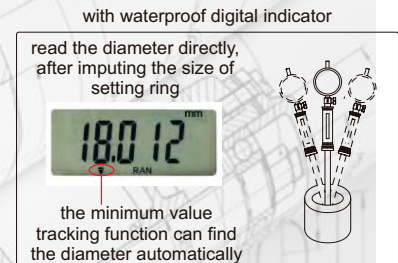 with waterproof digital indicator
read the diameter directly,
after imputing the size of
setting ring
mm
18.012
RAN
the minimum value
tracking function can find
the diameter automatically